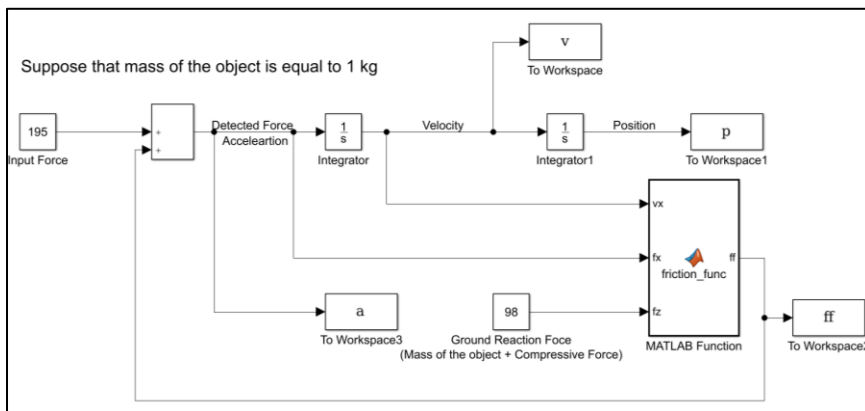 v
To Workspace
Suppose that mass of the object is equal to 1 kg
195
Input Force
+
+
Detected Force
Acceleartion
1
s
Integrator
Velocity
1
s
Integrator1
Position
p
To Workspace1
vx
fx
fz
friction_func
ff
MATLAB Function
a
To Workspace3
98
Ground Reaction Foce
(Mass of the object + Compressive Force)
ff
To Workspace2